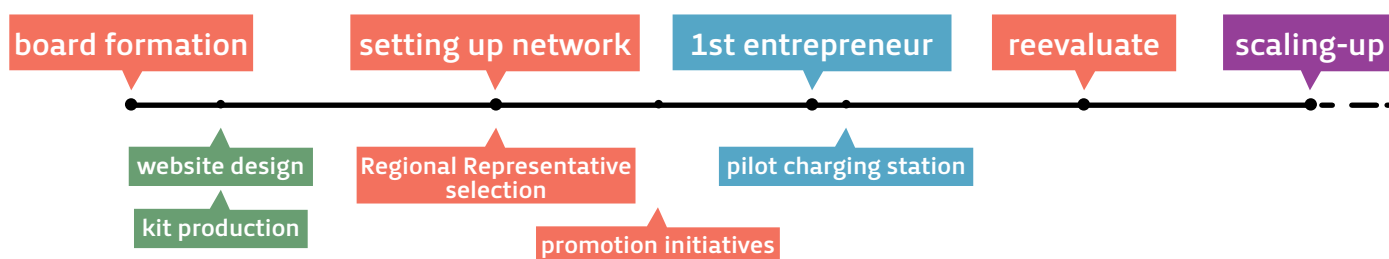 board formation
setting up network
1st entrepreneur
reevaluate
scaling-up
website design
Regional Representative
selection
pilot charging station
kit production
promotion initiatives